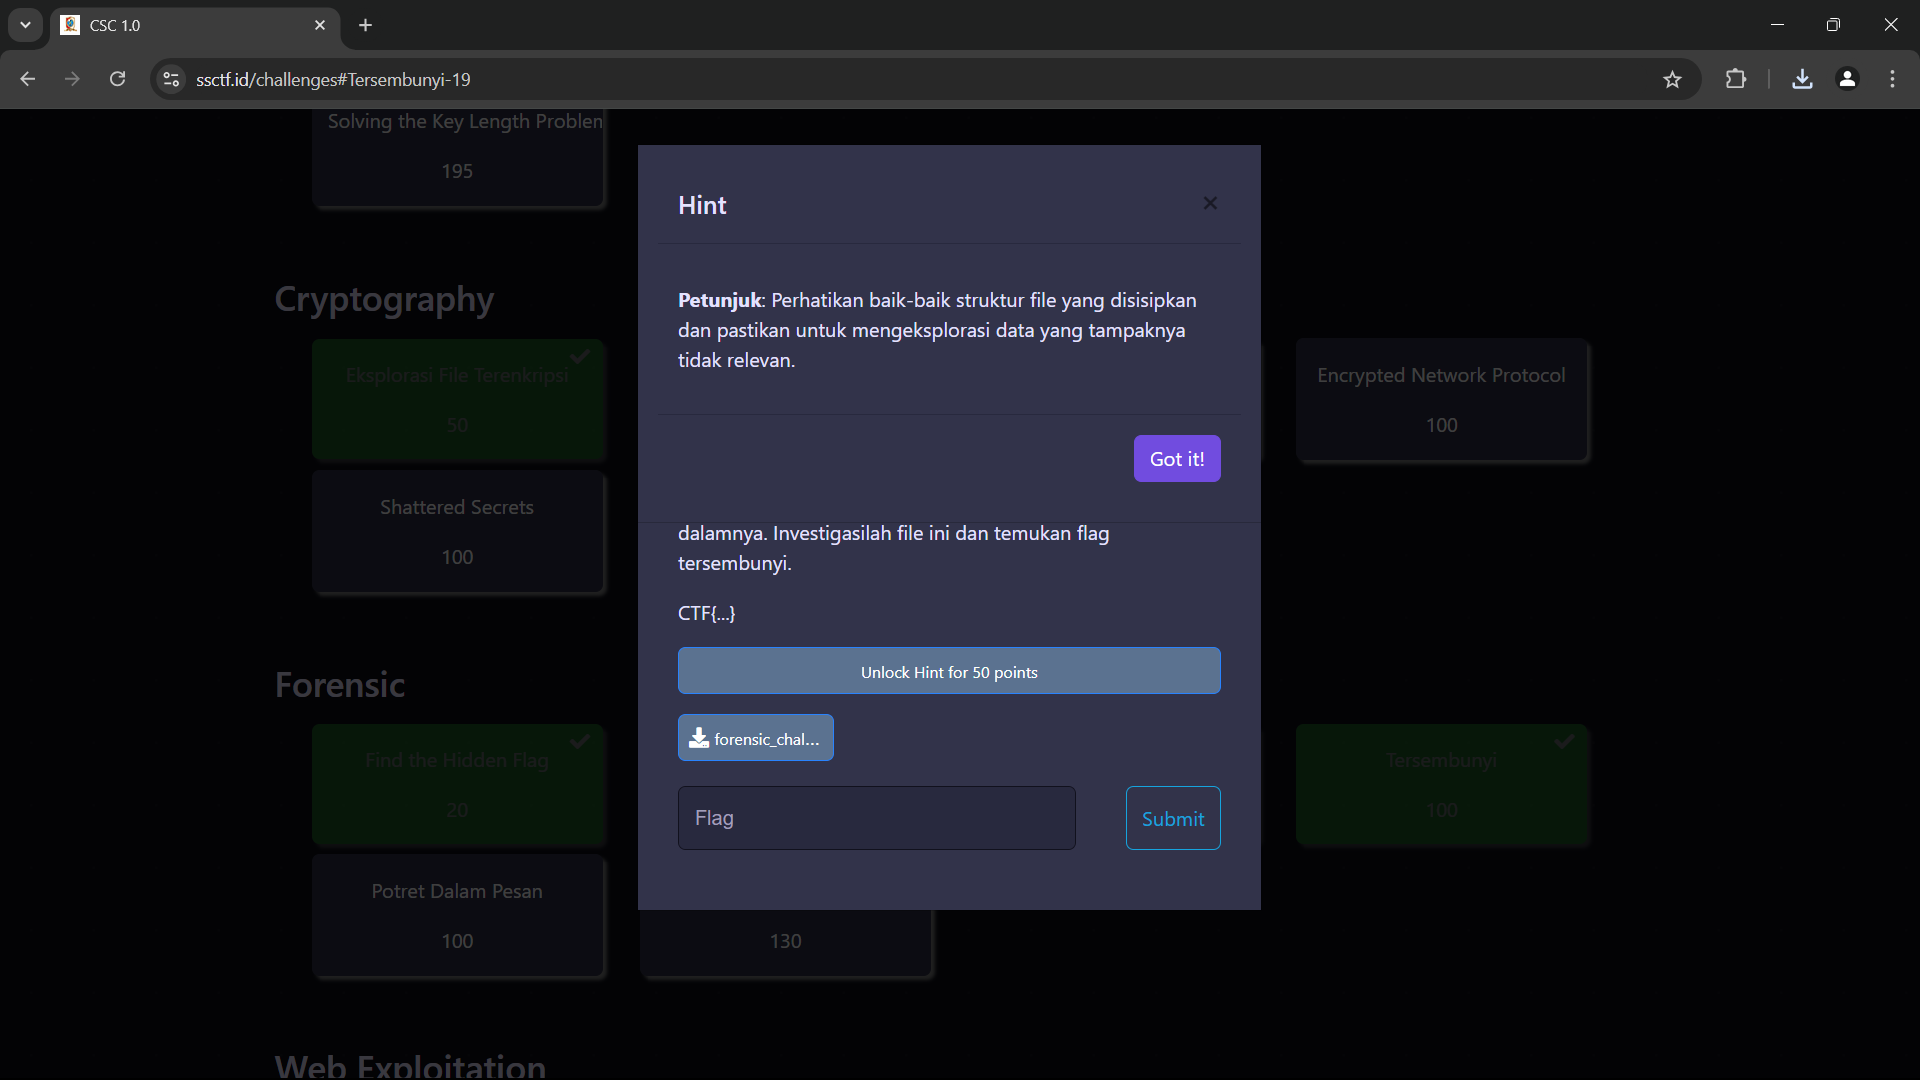 CSC 1.0
ssctf.id/challenges#Tersembunyi-19
Solving the Key Length Problem
195
Hint
Petunjuk: Perhatikan baik-baik struktur file yang disisipkan
dan pastikan untuk mengeksplorasi data yang tampaknya
tidak relevan.
Got it!
dalamnya. Investigasilah file ini dan temukan flag
tersembunyi.
CTF{...}
Unlock Hint for 50 points
forensic_chal...
Flag
Submit
Cryptography
Eksplorasi File Terenkripsi
50
Encrypted Network Protocol
100
Shattered Secrets
100
Forensic
Find the Hidden Flag
20
Tersembunyi
100
Potret Dalam Pesan
100
130
Web Exploitation